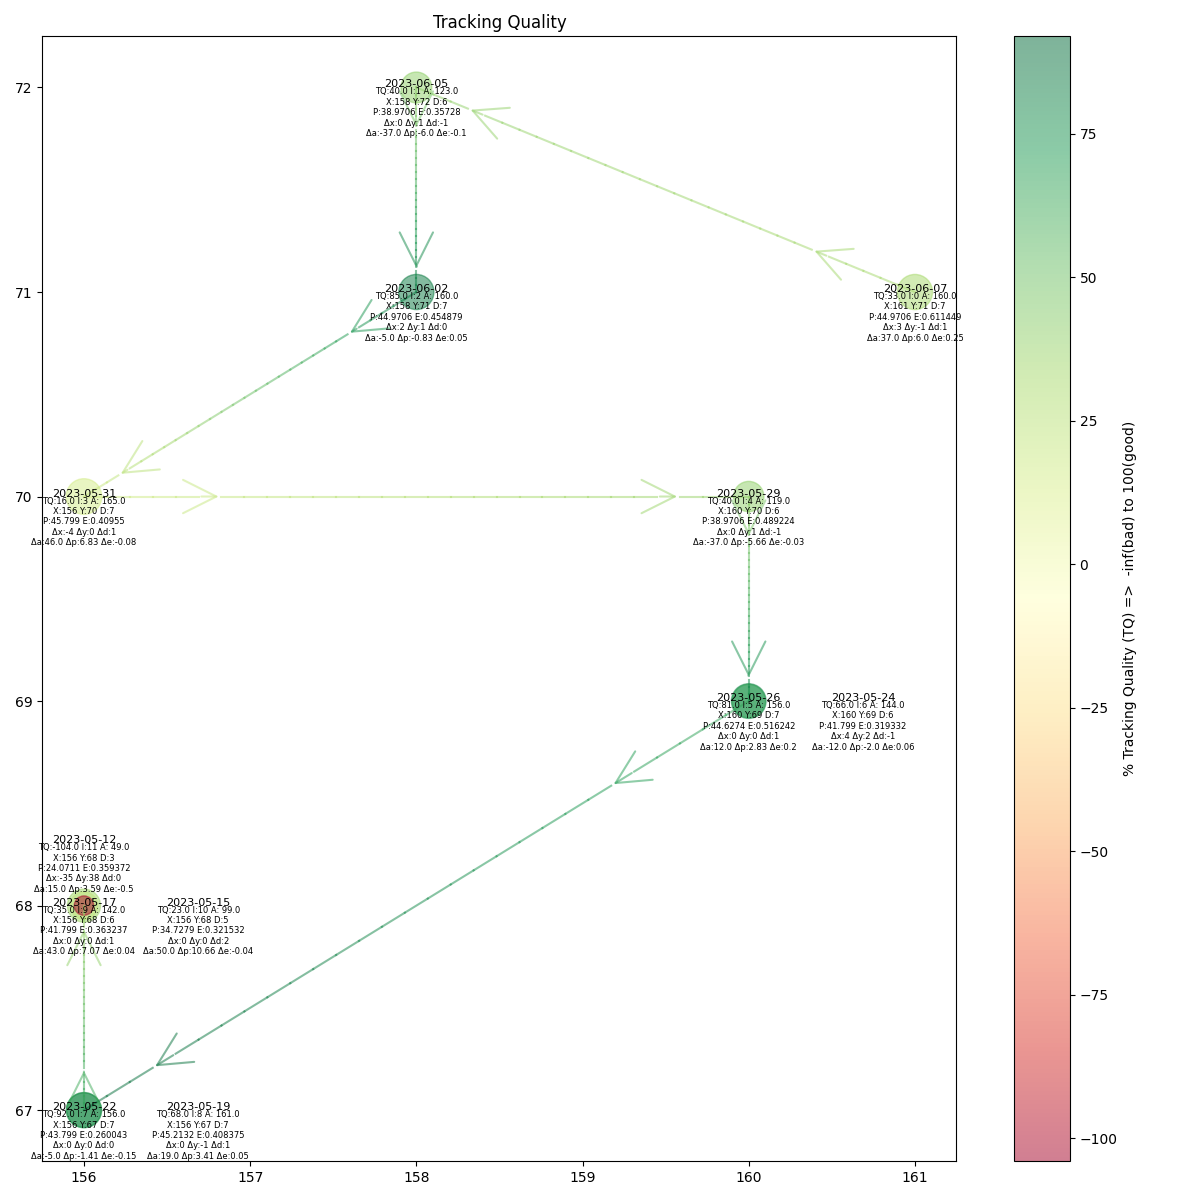 Tracking Quality
72
71
70
69
68
67
2023-06-05
TQ:40.0 I:1 A: 123.0
X:158 Y:72 D:6
P:38.9706 E:0.35728
Δx:0 Δy:1 Δd:-1
Δa:-37.0 Δp:-6.0 Δe:-0.1
2023-06-02
TQ:85.0 I:2 A: 160.0
X:158 Y:71 D:7
P:44.9706 E:0.454879
Δx:2 Δy:1 Δd:0
Δa:-5.0 Δp:-0.83 Δe:0.05
2023-06-07
TQ:33.0 I:0 A: 160.0
X:161 Y:71 D:7
P:44.9706 E:0.611449
Δx:3 Δy:-1 Δd:1
Δa:37.0 Δp:6.0 Δe:0.25
2023-05-31
TQ:16.0 I:3 A: 165.0
X:156 Y:70 D:7
P:45.799 E:0.40955
Δx:-4 Δy:0 Δd:1
Δa:46.0 Δp:6.83 Δe:-0.08
2023-05-29
TQ:40.0 I:4 A: 119.0
X:160 Y:70 D:6
P:38.9706 E:0.489224
Δx:0 Δy:1 Δd:-1
Δa:-37.0 Δp:-5.66 Δe:-0.03
2023-05-26
TQ:81.0 I:5 A: 156.0
X:160 Y:69 D:7
P:44.6274 E:0.516242
Δx:0 Δy:0 Δd:1
Δa:12.0 Δp:2.83 Δe:0.2
2023-05-24
TQ:66.0 I:6 A: 144.0
X:160 Y:69 D:6
P:41.799 E:0.319332
Δx:4 Δy:2 Δd:-1
Δa:-12.0 Δp:-2.0 Δe:0.06
2023-05-12
TQ:-104.0 I:11 A: 49.0
X:156 Y:68 D:3
P:24.0711 E:0.359372
Δx:-35 Δy:38 Δd:0
Δa:15.0 Δp:3.59 Δe:-0.5
2023-05-17
TQ:35.0 I:9 A: 142.0
X:156 Y:68 D:6
P:41.799 E:0.363237
Δx:0 Δy:0 Δd:1
Δa:43.0 Δp:7.07 Δe:0.04
2023-05-15
TQ:23.0 I:10 A: 99.0
X:156 Y:68 D:5
P:34.7279 E:0.321532
Δx:0 Δy:0 Δd:2
Δa:50.0 Δp:10.66 Δe:-0.04
2023-05-22
TQ:92.0 I:7 A: 156.0
X:156 Y:67 D:7
P:43.799 E:0.260043
Δx:0 Δy:0 Δd:0
Δa:-5.0 Δp:-1.41 Δe:-0.15
2023-05-19
TQ:68.0 I:8 A: 161.0
X:156 Y:67 D:7
P:45.2132 E:0.408375
Δx:0 Δy:-1 Δd:1
Δa:19.0 Δp:3.41 Δe:0.05
156 157 158 159 160 161
75
50
25
0
−25
−50
−75
−100
% Tracking Quality (TQ) => -inf(bad) to 100(good)